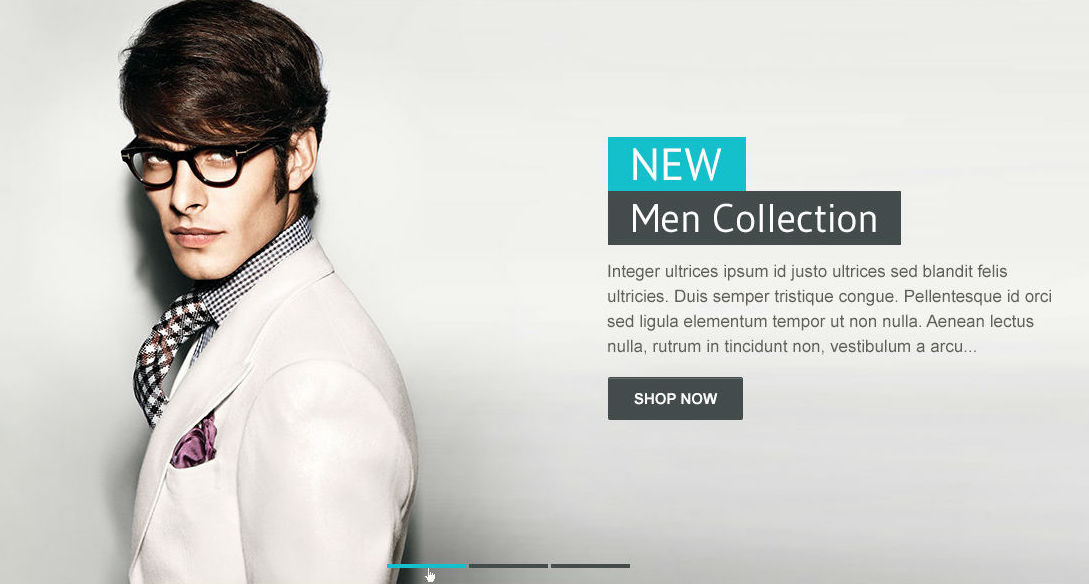 NEW
Men Collection
Integer ultrices ipsum id justo ultrices sed blandit felis
ultricies. Duis semper tristique congue. Pellentesque id orci
sed ligula elementum tempor ut non nulla. Aenean lectus
nulla, rutrum in tincidunt non, vestibulum a arcu...
SHOP NOW